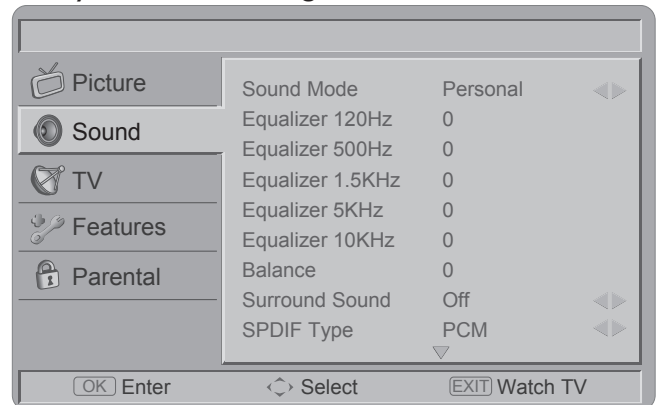 Picture
Sound
TV
Features
Parental
Sound Mode Personal
Equalizer 120Hz 0
Equalizer 500Hz 0
Equalizer 1.5KHz 0
Equalizer 5KHz 0
Equalizer 10KHz 0
Balance 0
Surround Sound Off
SPDIF Type PCM
OK Enter Select EXIT Watch TV